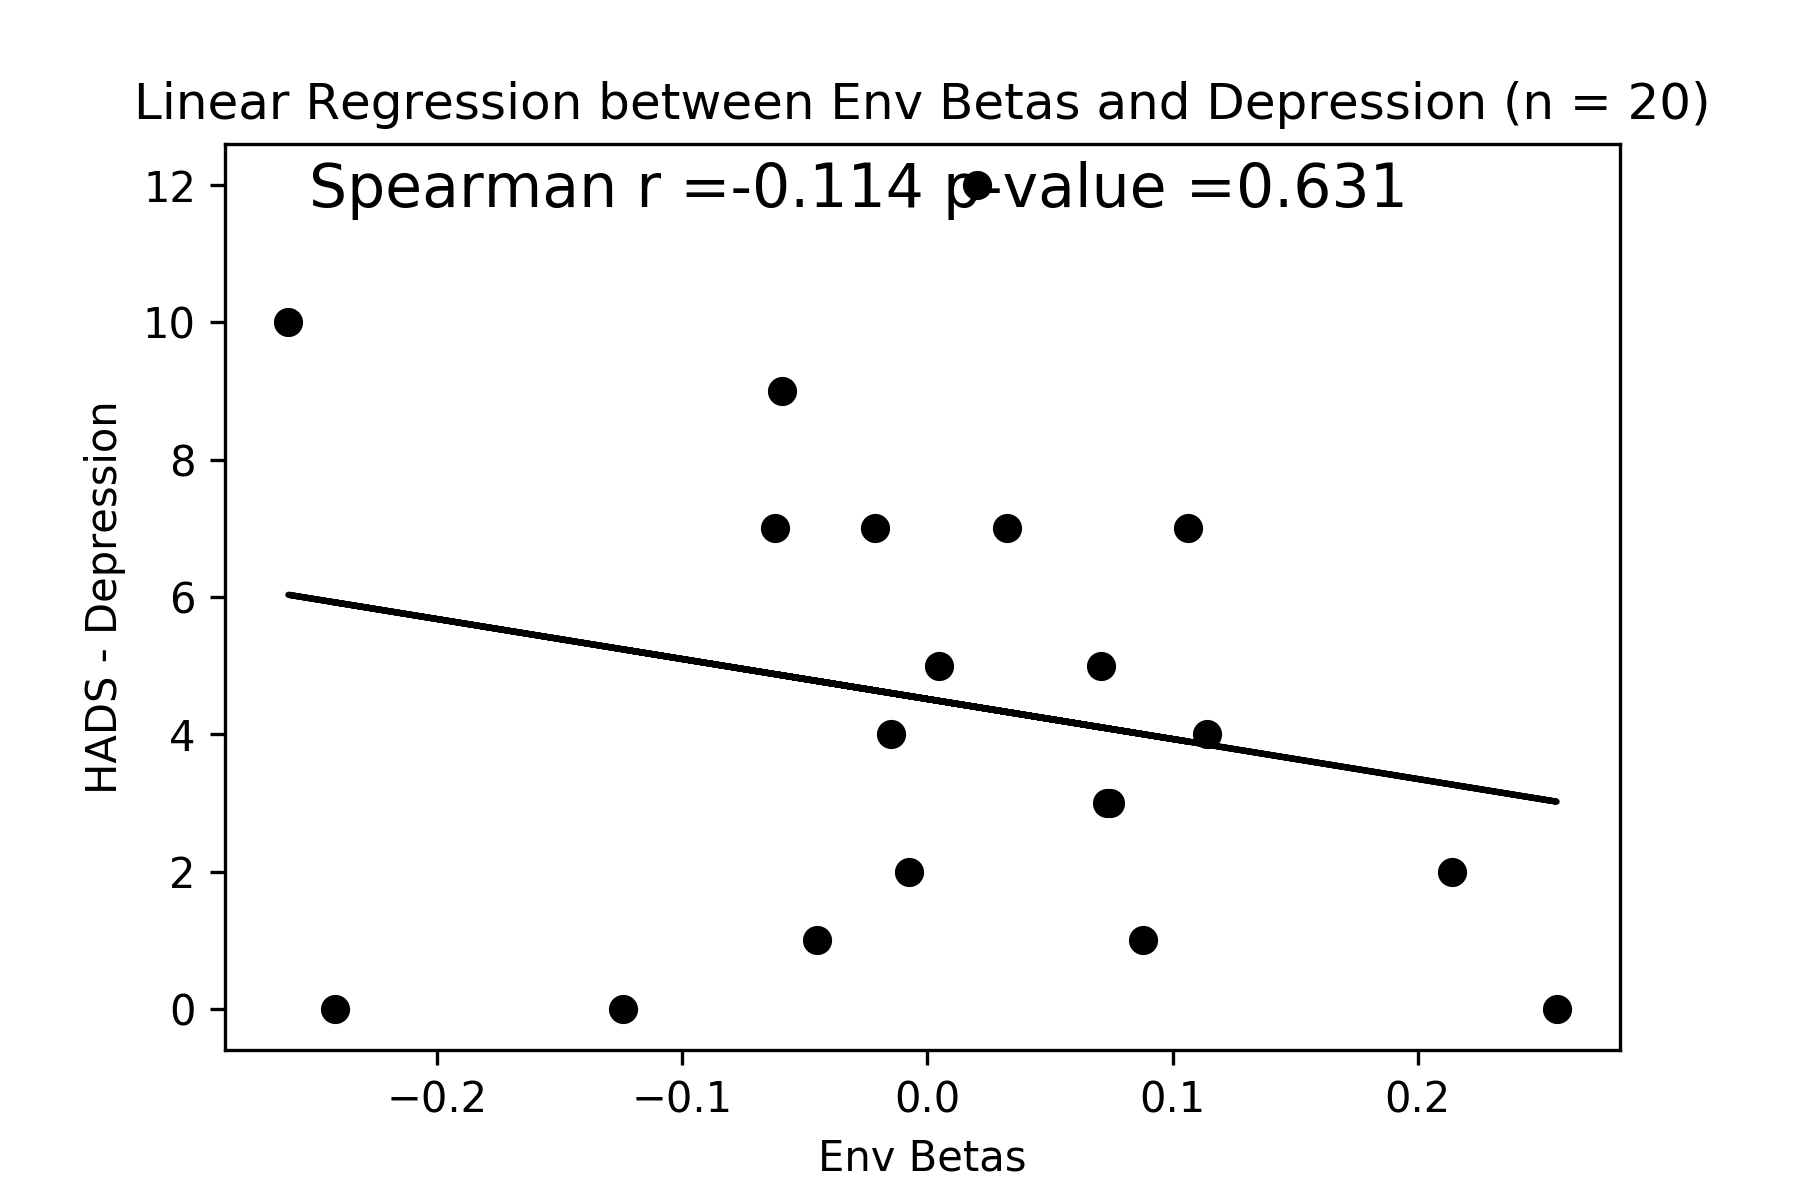 Linear Regression between Env Betas and Depression (n = 20)
Spearman r =-0.114 p-value =0.631
12
10
8
6
4
2
0
HADS - Depression
−0.2 −0.1 0.0 0.1 0.2
Env Betas